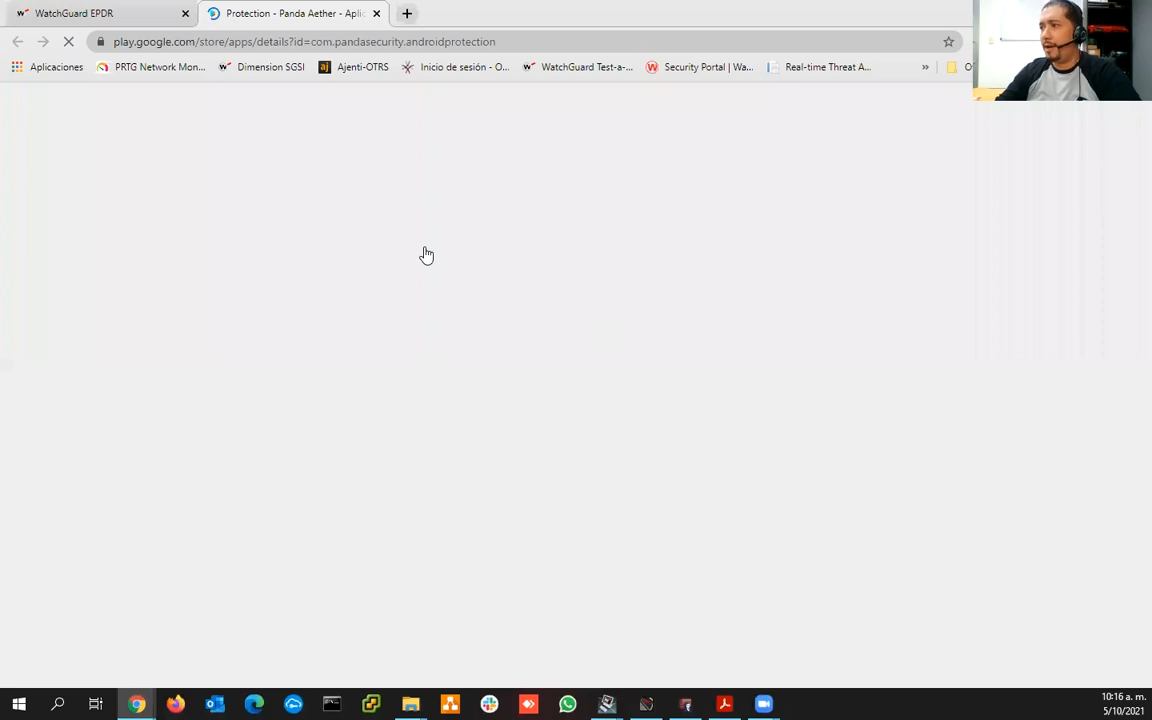 WatchGuard EPDR
Protection - Panda Aether - Aplic
play.google.com/store/apps/details?id=com.pandasecurity.androidprotection
Aplicaciones
PRTG Network Mon...
Dimension SGSI
aj Ajenti-OTRS
Inicio de sesión - O...
WatchGuard Test-a-...
Security Portal | Wa...
Real-time Threat A...
»
10:16 a. m.
5/10/2021